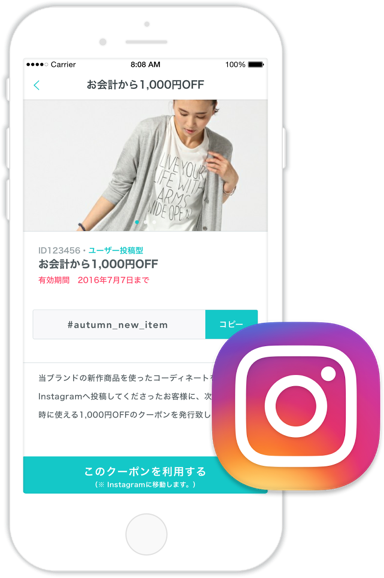 Carrier 8:08 AM 100%
お会計から1,000円OFF
LIVE YOUR
LIFE WITH
ARMS
WIDE OPEN
ID123456・ユーザー投稿型
お会計から1,000円OFF
有効期間 2016年7月7日まで
#autumn_new_item コピー
当ブランドの新作商品を使ったコーディネート
Instagramへ投稿してくださったお客様に、次
時に使える1,000円OFFのクーポンを発行致し
このクーポンを利用する
(※ Instagramに移動します。)